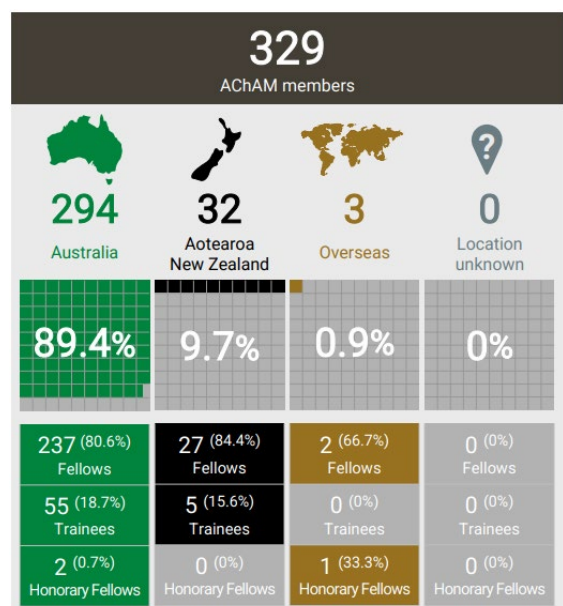 329
AChAM members
?
294
32
3
0
Australia
Aotearoa
New Zealand
Overseas
Location
unknown
89.4%
9.7%
0.9%
0%
237 (80.6%)
Fellows
27 (84.4%)
Fellows
2 (66.7%)
Fellows
0 (0%)
Fellows
55 (18.7%)
Trainees
5 (15.6%)
Trainees
0 (0%)
Trainees
0 (0%)
Trainees
2 (0.7%)
Honorary Fellows
0 (0%)
Honorary Fellows
1 (33.3%)
Honorary Fellows
0 (0%)
Honorary Fellows